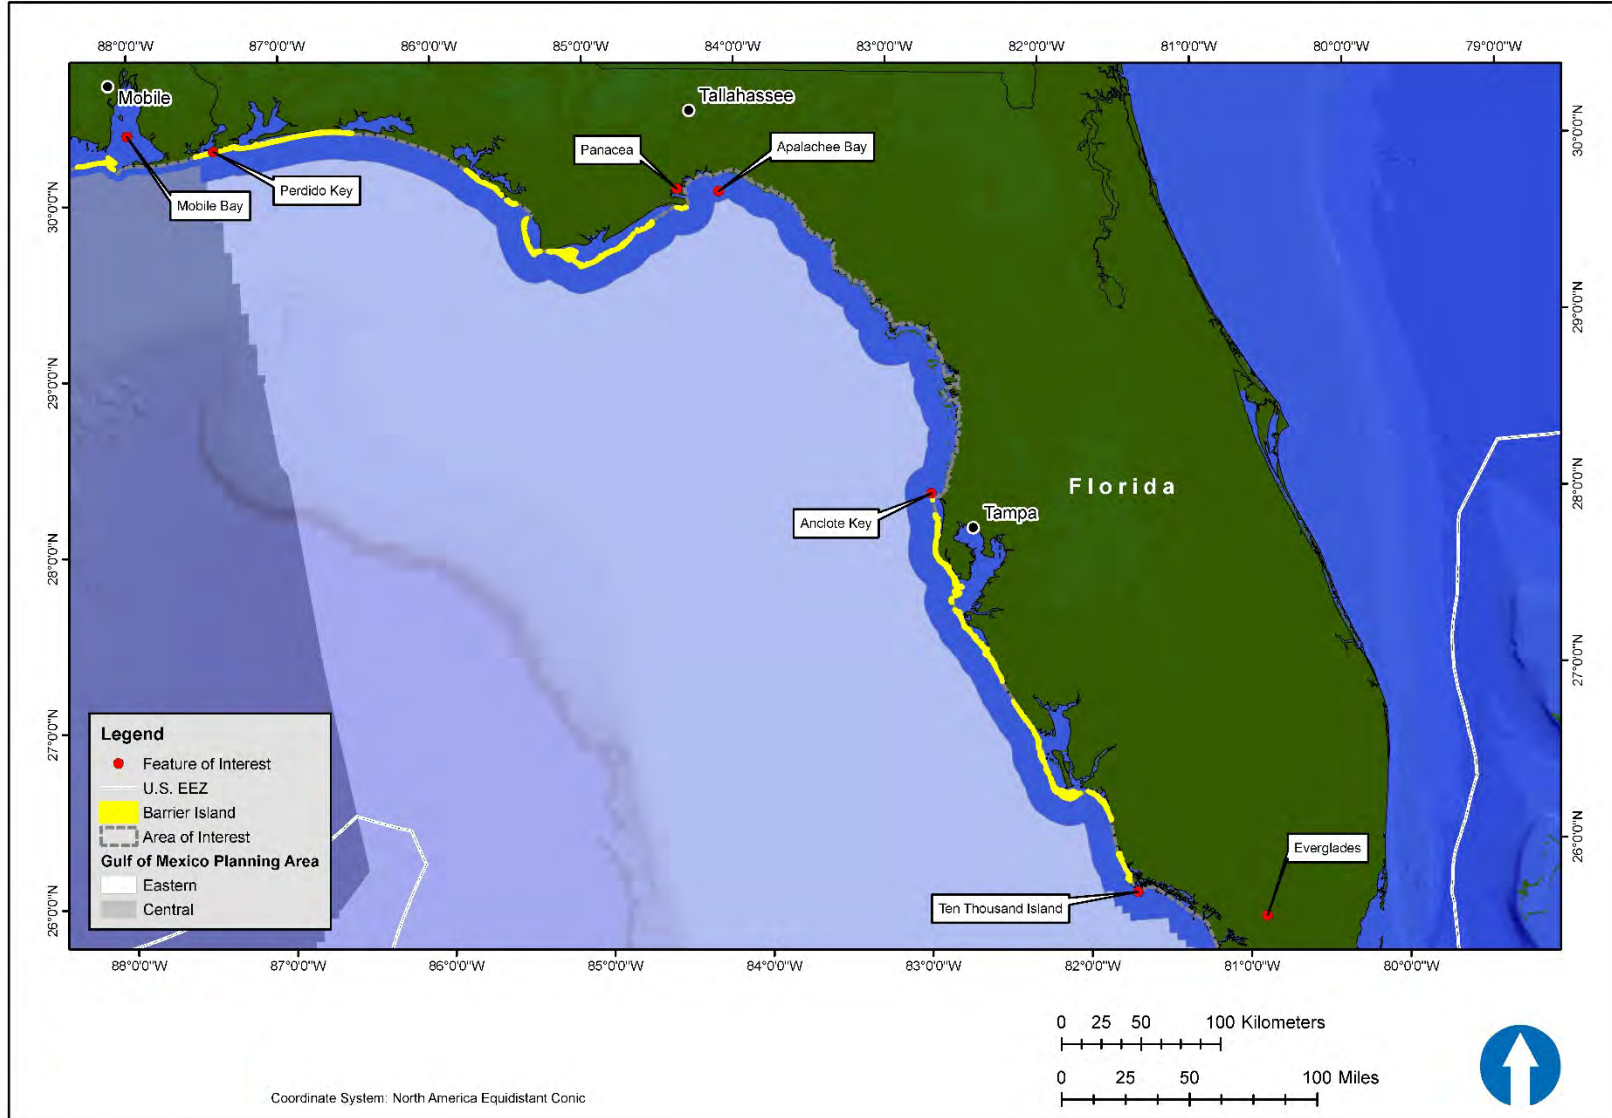 88°0'0"W 87°0'0"W 86°0'0"W 85°0'0"W 84°0'0"W 83°0'0"W 82°0'0"W 81°0'0"W 80°0'0"W 79°0'0"W
Mobile
Tallahassee
Panacea
Apalachee Bay
Perdido Key
Mobile Bay
30°0'0"N
30°0'0"N
29°0'0"N
29°0'0"N
28°0'0"N
28°0'0"N
27°0'0"N
27°0'0"N
26°0'0"N
26°0'0"N
Florida
Anclote Key
Tampa
Everglades
Ten Thousand Island
Legend
Feature of Interest
U.S. EEZ
Barrier Island
Area of Interest
Gulf of Mexico Planning Area
Eastern
Central
88°0'0"W 87°0'0"W 86°0'0"W 85°0'0"W 84°0'0"W 83°0'0"W 82°0'0"W 81°0'0"W 80°0'0"W
0 25 50 100 Kilometers
0 25 50 100 Miles
Coordinate System: North America Equidistant Conic